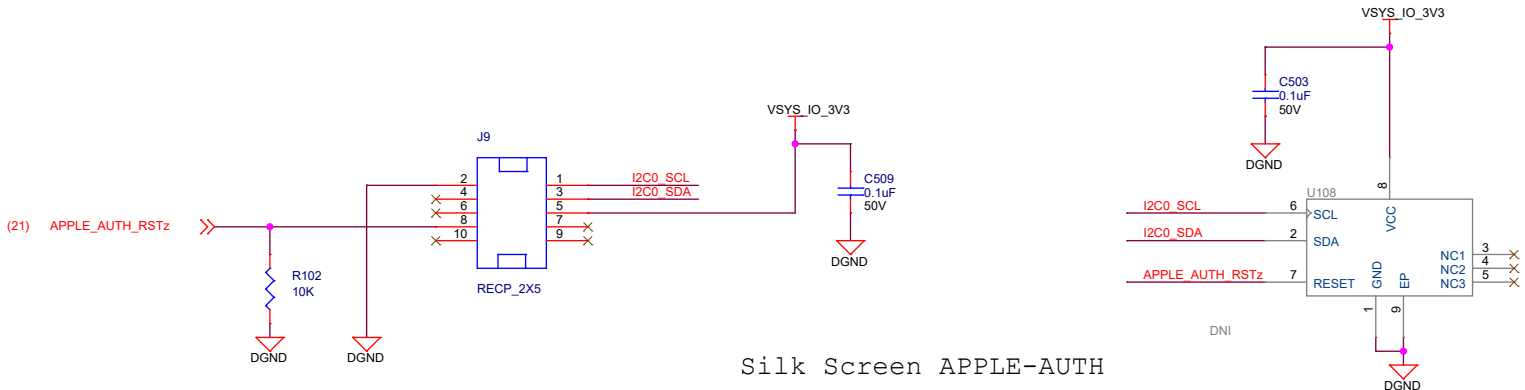 VSYS_IO_3V3
C503
0.1uF
50V
DGND
VSYS_IO_3V3
J9
C509
0.1uF
50V
DGND
2
4
6
8
10
1
3
5
7
9
I2C0_SCL
I2C0_SDA
(21) APPLE_AUTH_RSTz
R102
10K
RECP_2X5
DGND
DGND
U108
8
VCC
I2C0_SCL 6 SCL
I2C0_SDA 2 SDA
APPLE_AUTH_RSTz 7 RESET
NC1 3
NC2 4
NC3 5
GND
EP
1
9
DNI
DGND
Silk Screen APPLE-AUTH